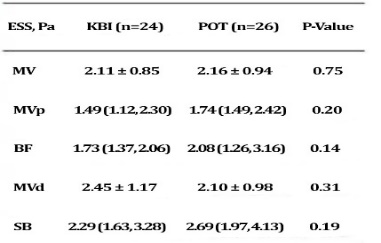 ESS, Pa KBI (n=24) POT (n=26) P-Value
MV 2.11 ± 0.85 2.16 ± 0.94 0.75
MVp 1.49 (1.12,2.30) 1.74 (1.49,2.42) 0.20
BF 1.73 (1.37,2.06) 2.08 (1.26,3.16) 0.14
MVd 2.45 ± 1.17 2.10 ± 0.98 0.31
SB 2.29 (1.63,3.28) 2.69 (1.97,4.13) 0.19